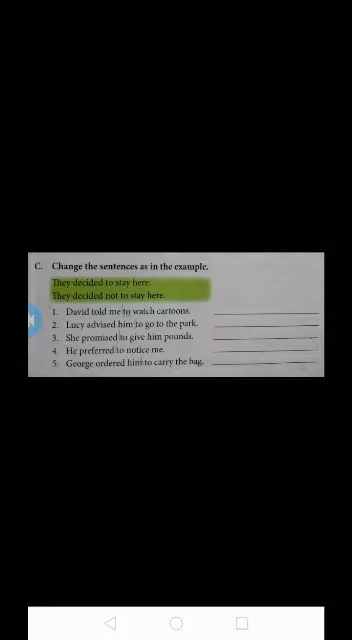 C. Change the sentences as in the example.
They decided to stay here.
They decided not to stay here.
1. David told me to watch cartoons.
2. Lucy advised him to go to the park.
3. She promised to give him pounds.
4. He preferred to notice me.
5. George ordered him to carry the bag.